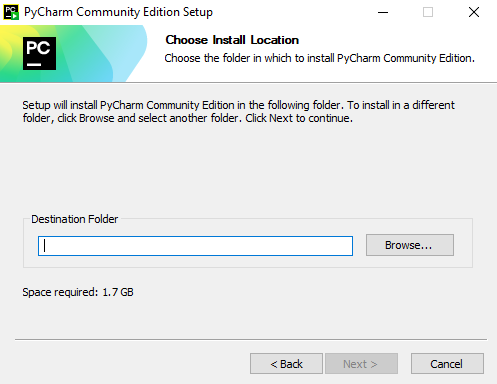 PC PyCharm Community Edition Setup
PC
Choose Install Location
Choose the folder in which to install PyCharm Community Edition.
Setup will install PyCharm Community Edition in the following folder. To install in a different
folder, click Browse and select another folder. Click Next to continue.
Destination Folder
Browse...
Space required: 1.7 GB
< Back Next > Cancel